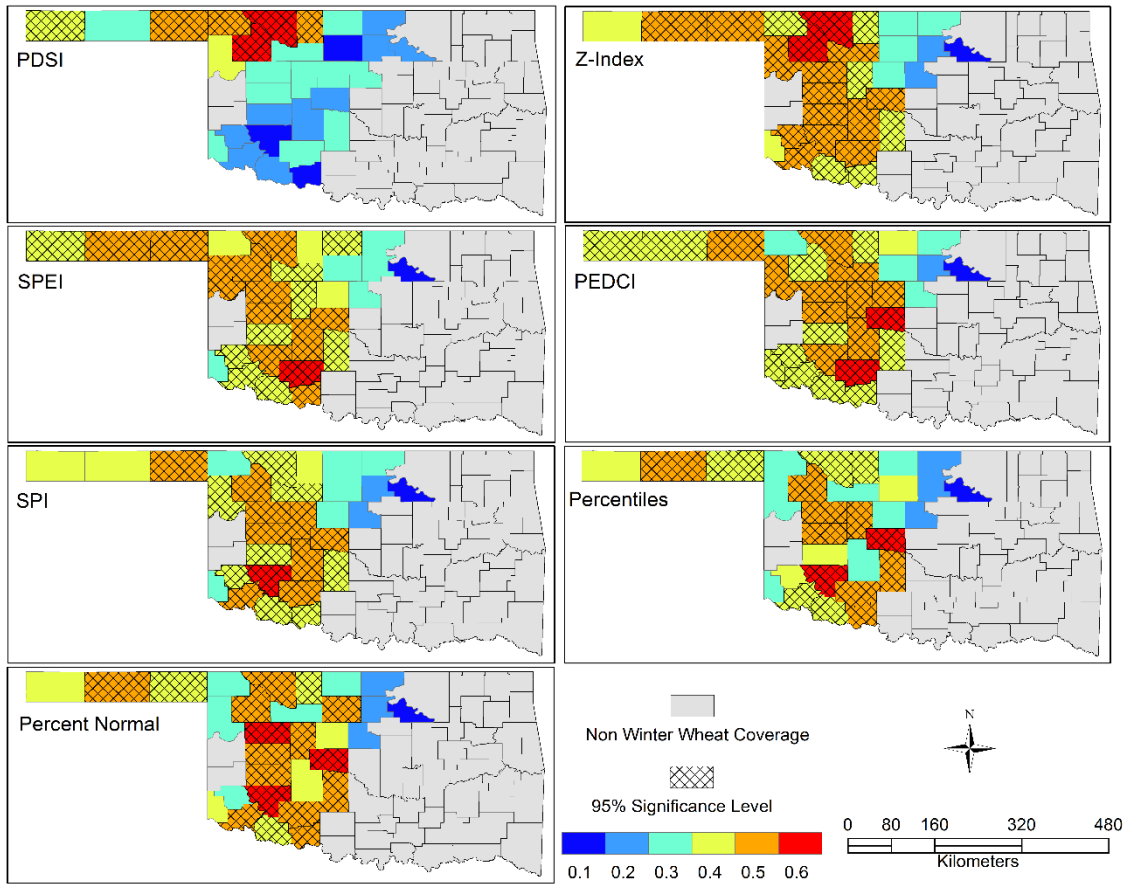 PDSI
Z-Index
SPEI
PEDCI
SPI
Percentiles
Percent Normal
Non Winter Wheat Coverage
95% Significance Level
0.1 0.2 0.3 0.4 0.5 0.6
N
0 80 160 320 480
Kilometers